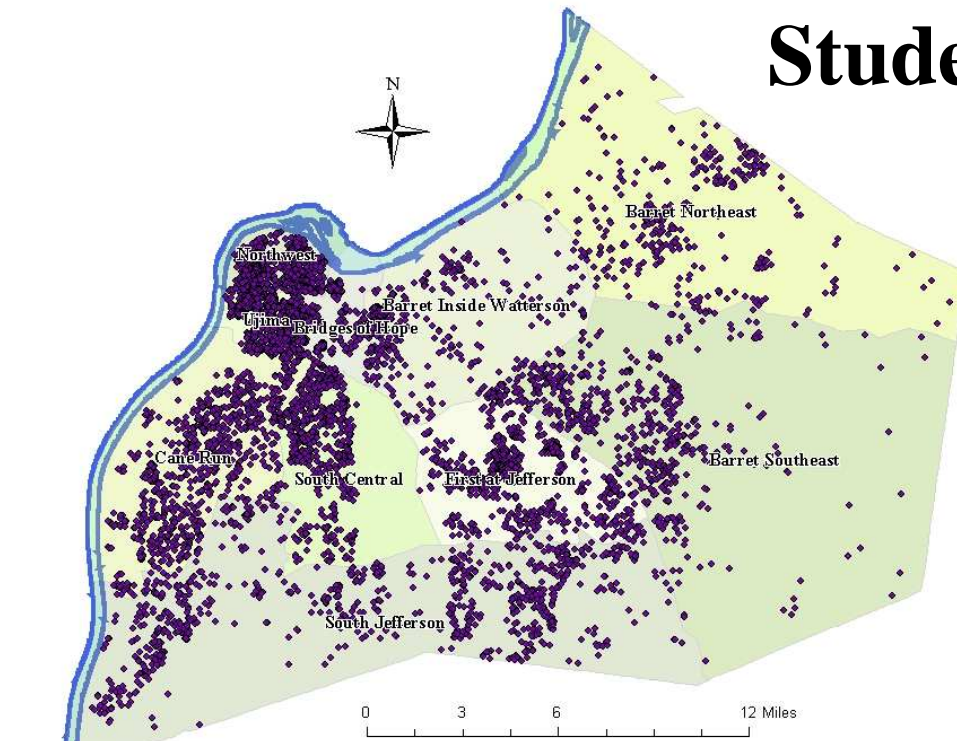 Stude
N
Barret Northeast
Northwest
Barret Inside Watterson
Ujima
Bridges of Hope
Cane Run
Barret Southeast
South Central
First at Jefferson
South Jefferson
0 3 6 12 Miles